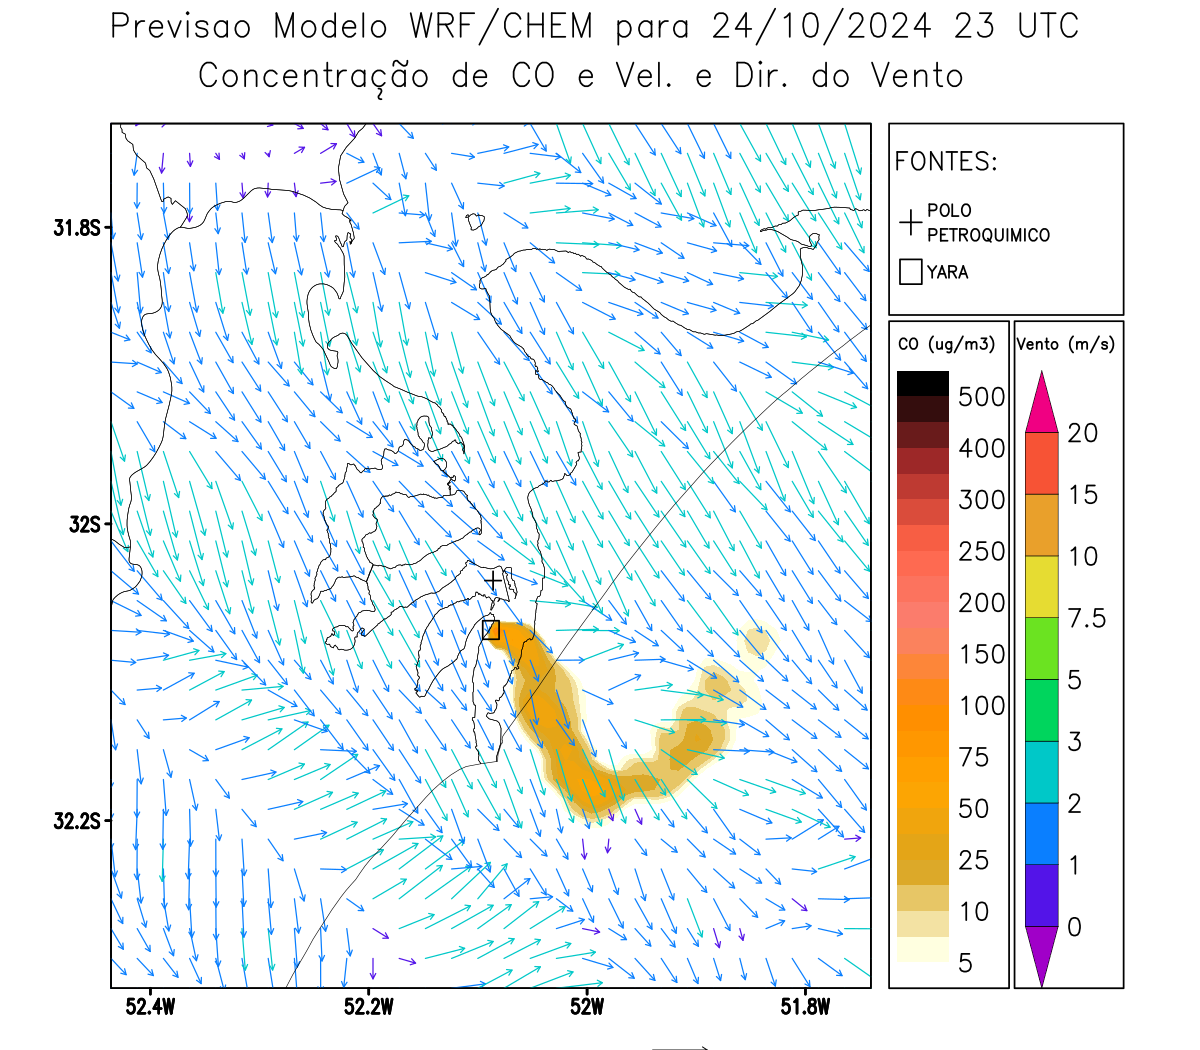 Previsao Modelo WRF/CHEM para 24/10/2024 23 UTC
Concentração de CO e Vel. e Dir. do Vento
FONTES:
POLO
PETROQUIMICO
YARA
CO (ug/m3)
500
400
300
250
200
150
100
75
50
25
10
5
Vento (m/s)
20
15
10
7.5
5
3
2
1
0
31.8S
32S
32.2S
52.4W
52.2W
52W
51.8W